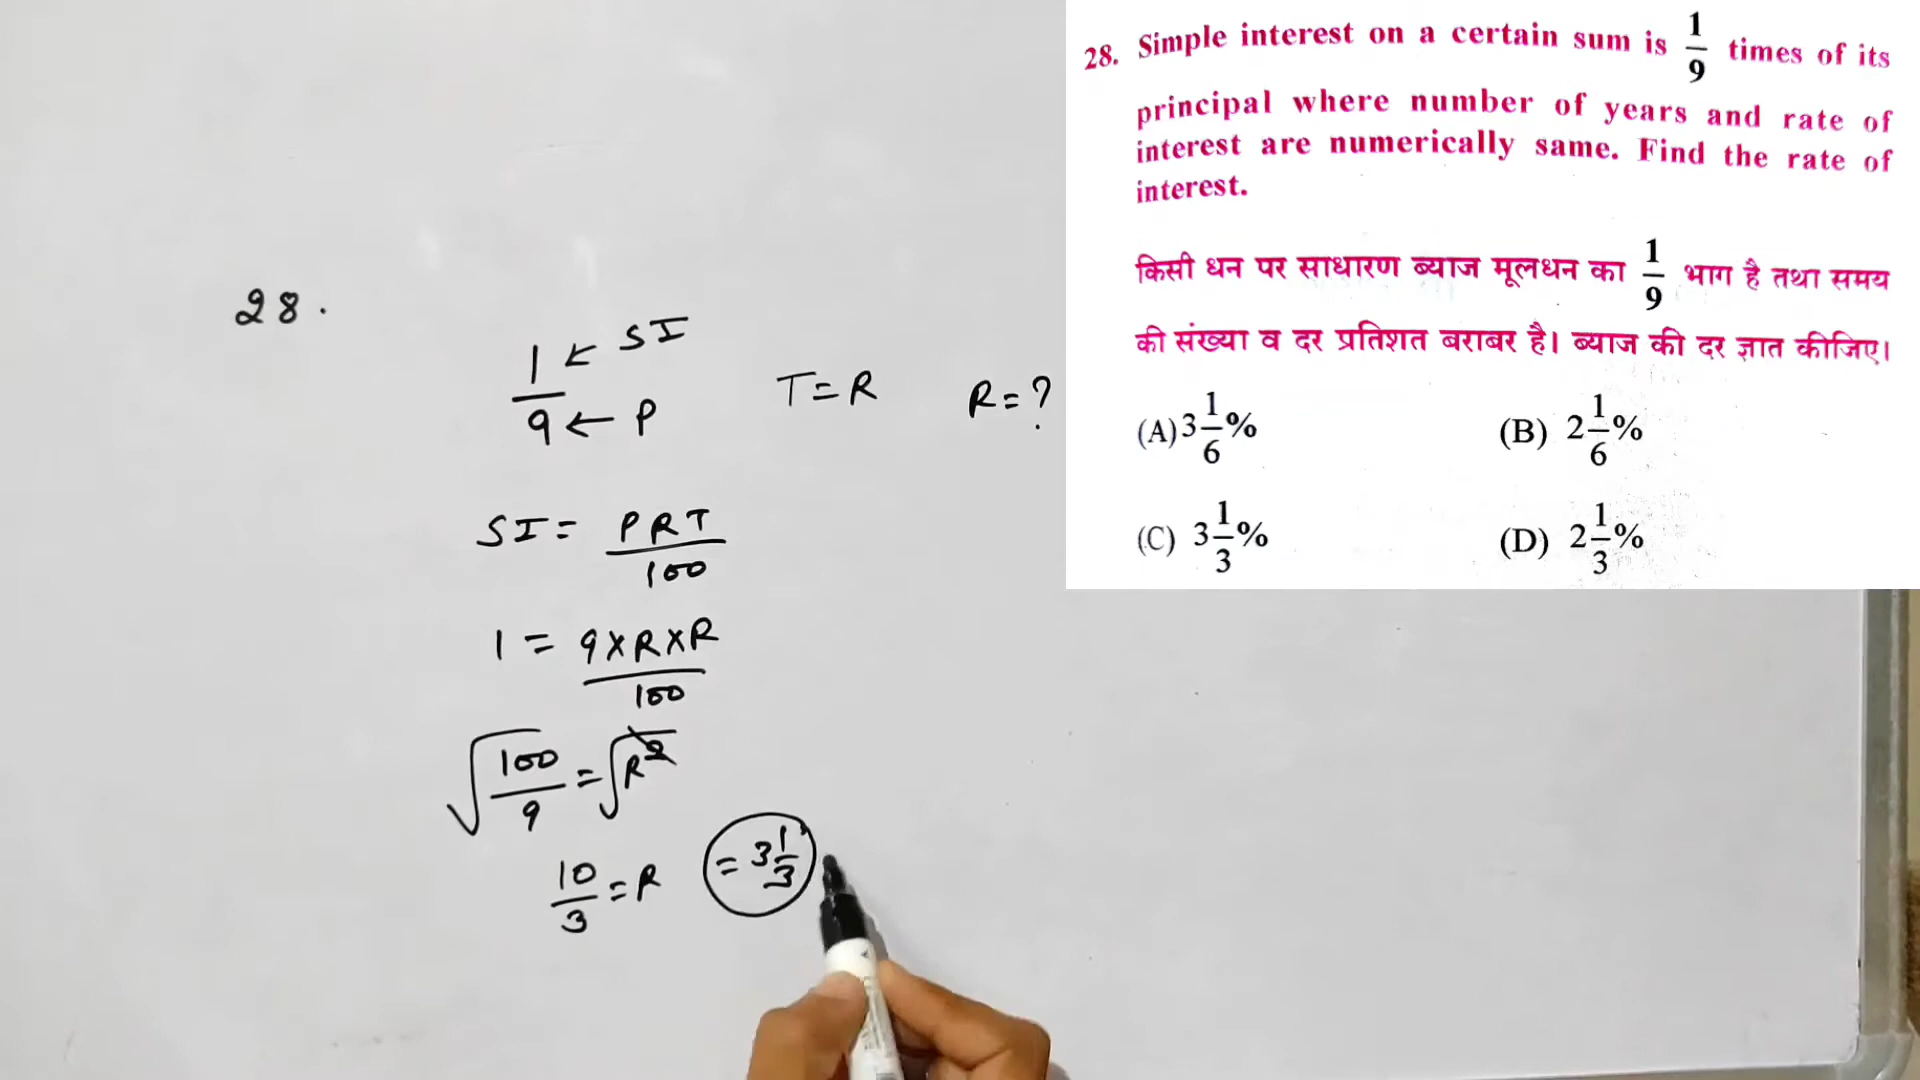 28.
1 ← SI
9 ← P
T=R R=?
SI = PRT
100
1 = 9×R×R
100
√100/9 = √R²
10/3 = R = 3 1/3
28. Simple interest on a certain sum is 1/9 times of its
principal where number of years and rate of
interest are numerically same. Find the rate of
interest.
किसी धन पर साधारण ब्याज मूलधन का 1/9 भाग है तथा समय
की संख्या व दर प्रतिशत बराबर है। ब्याज की दर ज्ञात कीजिए।
(A) 3 1/6 % (B) 2 1/6 %
(C) 3 1/3 % (D) 2 1/3 %